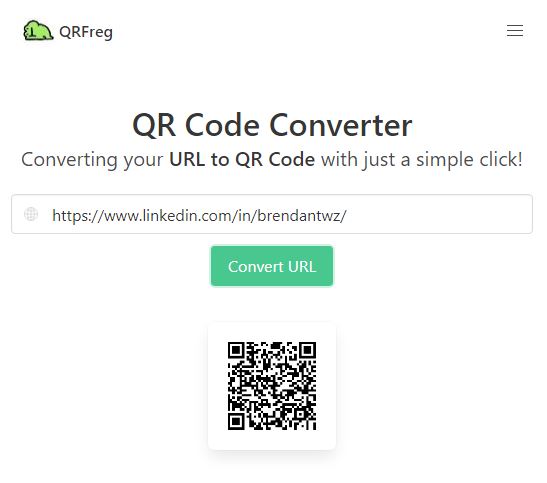 QRFreg
QR Code Converter
Converting your URL to QR Code with just a simple click!
https://www.linkedin.com/in/brendantwz/
Convert URL